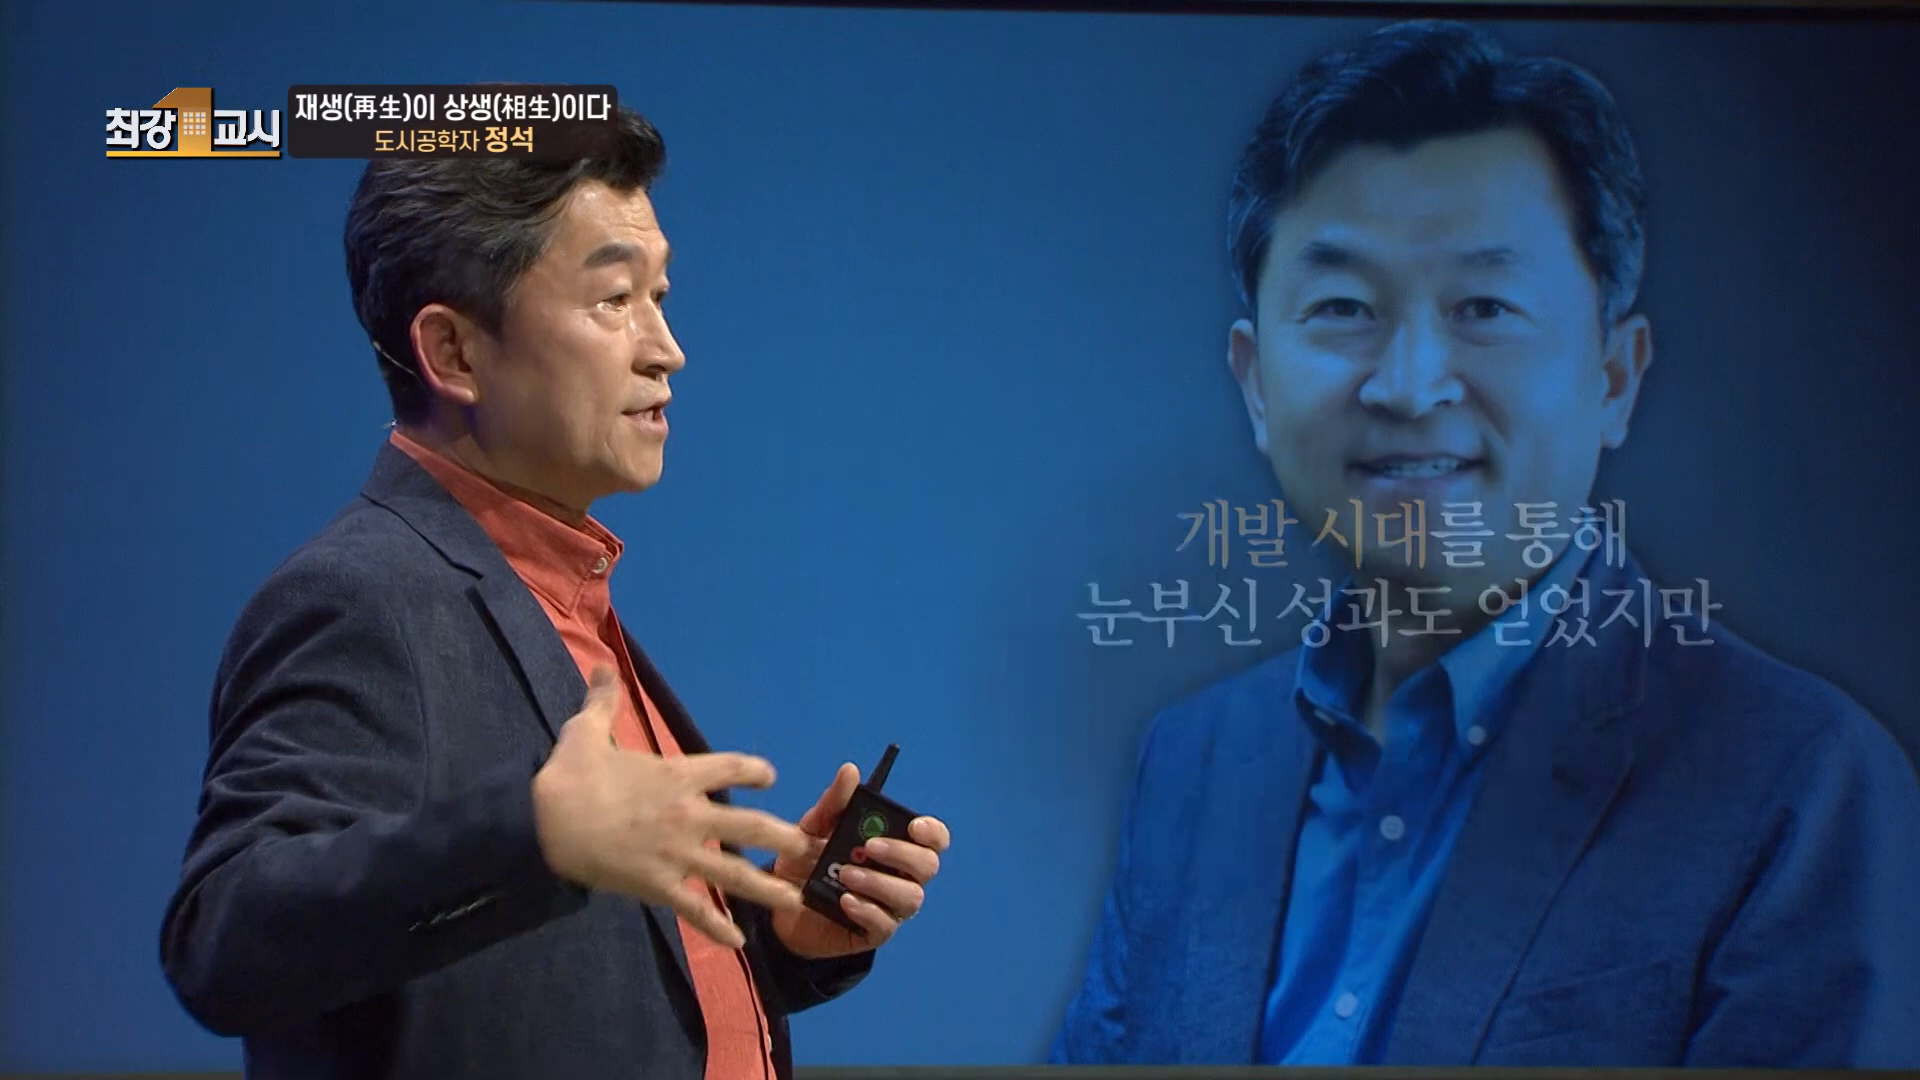 최강1교시
재생(再生)이 상생(相生)이다
도시공학자 정석
개발 시대를 통해
눈부신 성과도 얻었지만